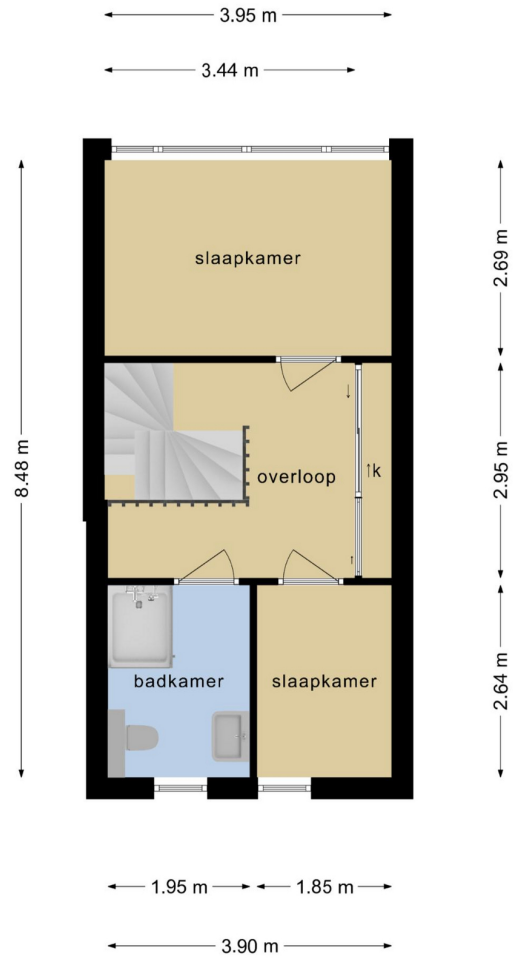 3.95 m
3.44 m
slaapkamer
2.69 m
8.48 m
overloop
k
2.95 m
badkamer
slaapkamer
2.64 m
1.95 m
1.85 m
3.90 m